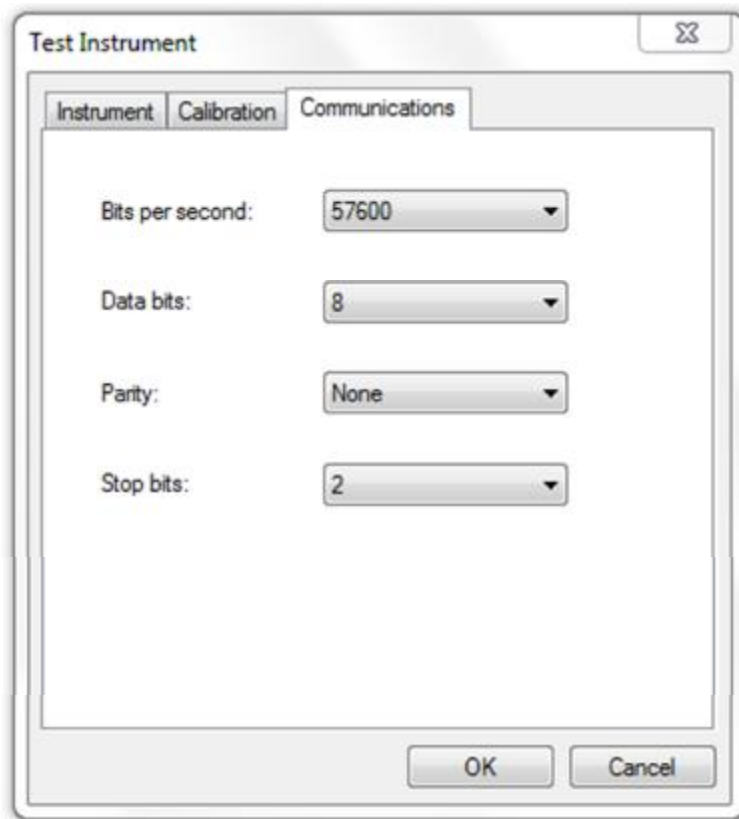 Test Instrument
Instrument Calibration Communications
Bits per second: 57600
Data bits: 8
Parity: None
Stop bits: 2
OK Cancel